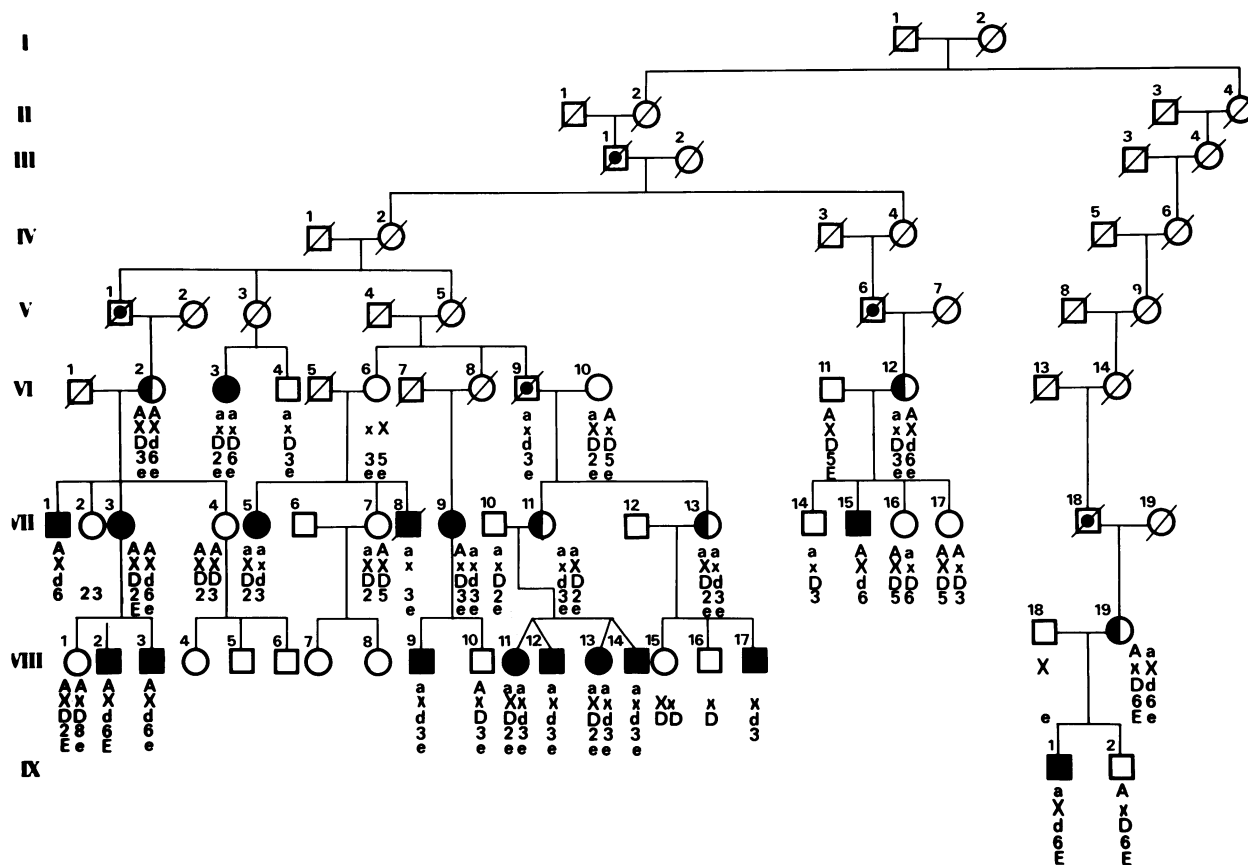 I 1 2
II 1 2 3 4
III 1 2 3 4
IV 1 2 3 4 5 6
V 1 2 3 4 5 6 7 8 9
VI 1 2 3 4 5 6 7 8 9 10 11 12 13 14
A A a a a a a A A a A
X X x x x x X x X x X x X
D d D D D d D D D D d
3 6 2 6 3 3 5 3 2 5 5 3 6
e e e e e e e e e e E e e
VII 1 2 3 4 5 6 7 8 9 10 11 12 13 14 15 16 17 18 19
A A A A A a a a A a A a a a a a a a A A a A A
X X X X X X x X X x x x x x X X x x X X x X x
d D d D D D d D D D d D d D D d D d D D D D
6 2 3 2 6 2 3 2 3 2 5 3 3 3 2 3 2 2 3 3 6 5 6 5 3
E e e e e e e e e e
VIII 1 2 3 4 5 6 7 8 9 10 11 12 13 14 15 16 17 18 19
A A A A a A a a a a a a A a
X x X X x x X x x X x x X x x x X x X
D D d d d D D d d D d d D D D d D d
2 8 6 6 3 3 2 3 3 2 3 3 3 6 6
E e E e e e e e e e e e e E e
IX 1 2
a A
X x
d D
6 6
E E